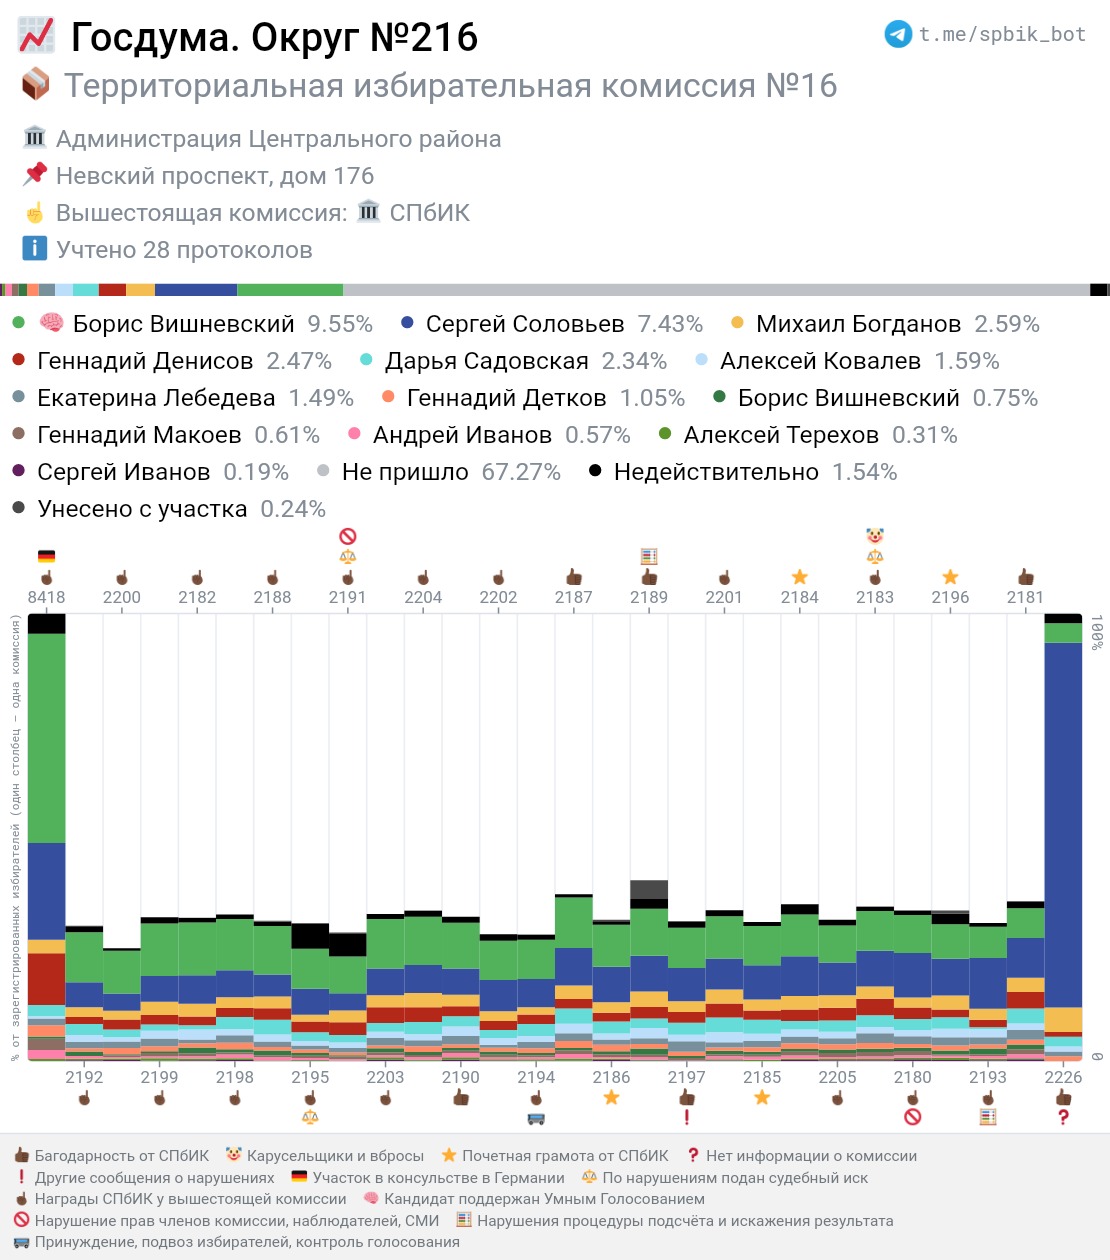 Госдума. Округ №216
t.me/spbik_bot
Территориальная избирательная комиссия №16
Администрация Центрального района
Невский проспект, дом 176
Вышестоящая комиссия: СПбИК
Учтено 28 протоколов
Борис Вишневский 9.55% Сергей Соловьев 7.43% Михаил Богданов 2.59%
Геннадий Денисов 2.47% Дарья Садовская 2.34% Алексей Ковалев 1.59%
Екатерина Лебедева 1.49% Геннадий Детков 1.05% Борис Вишневский 0.75%
Геннадий Макоев 0.61% Андрей Иванов 0.57% Алексей Терехов 0.31%
Сергей Иванов 0.19% Не пришло 67.27% Недействительно 1.54%
Унесено с участка 0.24%
8418 2200 2182 2188 2191 2204 2202 2187 2189 2201 2184 2183 2196 2181
% от зарегистрированных избирателей (один столбец — одна комиссия)
100%
0
2192 2199 2198 2195 2203 2190 2194 2186 2197 2185 2205 2180 2193 2226
Багодарность от СПбИК Карусельщики и вбросы Почетная грамота от СПбИК Нет информации о комиссии
Другие сообщения о нарушениях Участок в консульстве в Германии По нарушениям подан судебный иск
Награды СПбИК у вышестоящей комиссии Кандидат поддержан Умным Голосованием
Нарушение прав членов комиссии, наблюдателей, СМИ Нарушения процедуры подсчёта и искажения результата
Принуждение, подвоз избирателей, контроль голосования